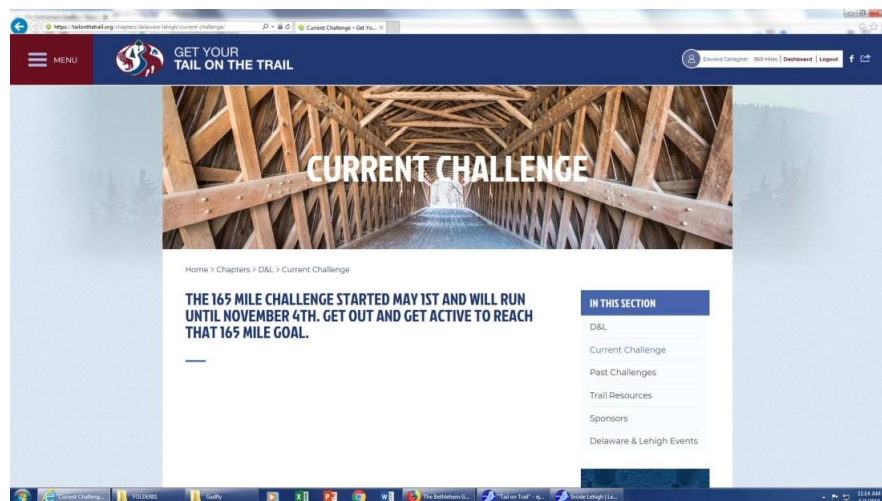 https://tailonthetrail.org/chapters/delaware-lehigh/current-challenge/
Current Challenge – Get Yo...
MENU
GET YOUR
TAIL ON THE TRAIL
869 Miles | Dashboard | Logout
CURRENT CHALLENGE
Home > Chapters > D&L > Current Challenge
THE 165 MILE CHALLENGE STARTED MAY 1ST AND WILL RUN
UNTIL NOVEMBER 4TH. GET OUT AND GET ACTIVE TO REACH
THAT 165 MILE GOAL.
IN THIS SECTION
D&L
Current Challenge
Past Challenges
Trail Resources
Sponsors
Delaware & Lehigh Events
Current Challeng...
FOLDERS
Gadfly
The Bethlehem G...
"Tail on Trail" - ej...
Inside Lehigh | Le...
11:14 AM